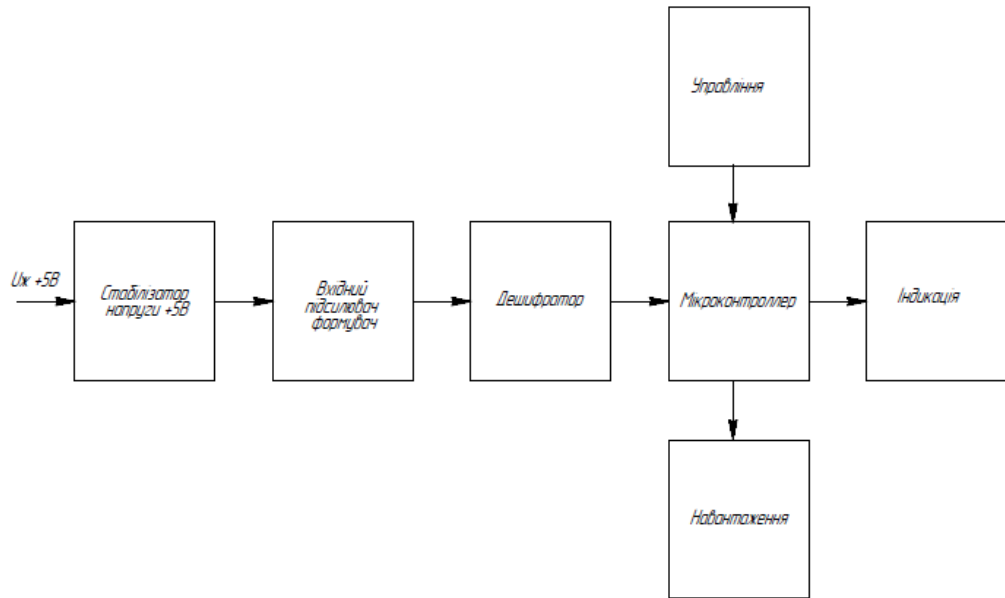 Управління
Uж +5В
Стабілізатор
напруги +5В
Вхідний
підсилювач
формувач
Дешифратор
Мікроконтроллер
Індикація
Навантаження